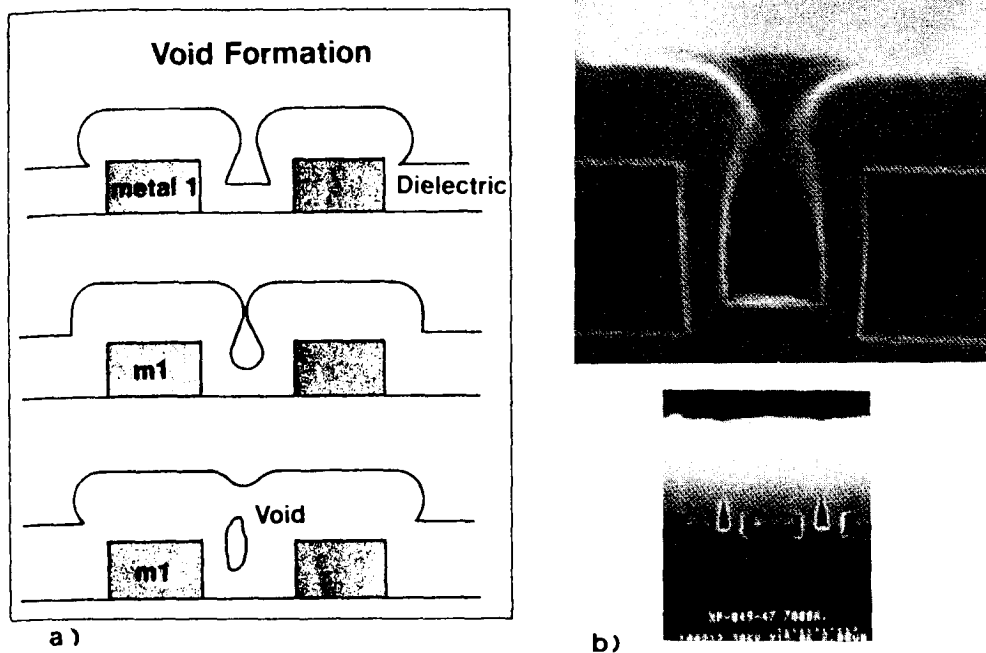 Void Formation
metal 1
Dielectric
m1
Void
m1
a)
b)